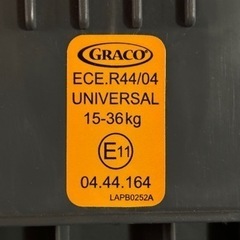 GRACO
ECE.R44/04
UNIVERSAL
15-36kg
E11
04.44.164
LAPB0252A